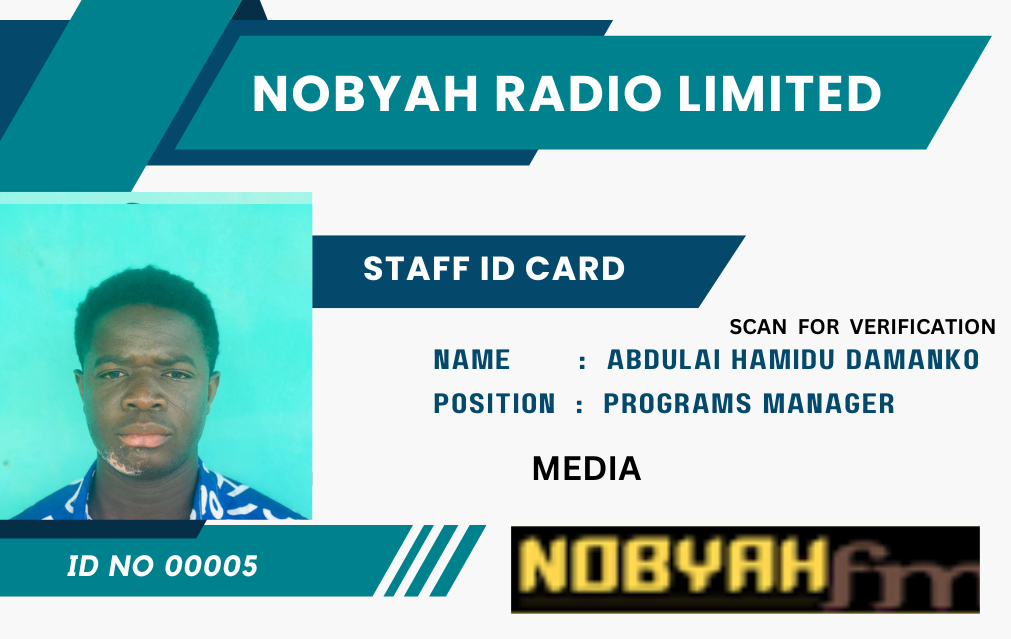 NOBYAH RADIO LIMITED
STAFF ID CARD
SCAN FOR VERIFICATION
NAME : ABDULAI HAMIDU DAMANKO
POSITION : PROGRAMS MANAGER
MEDIA
ID NO 00005
NOBYAH fm